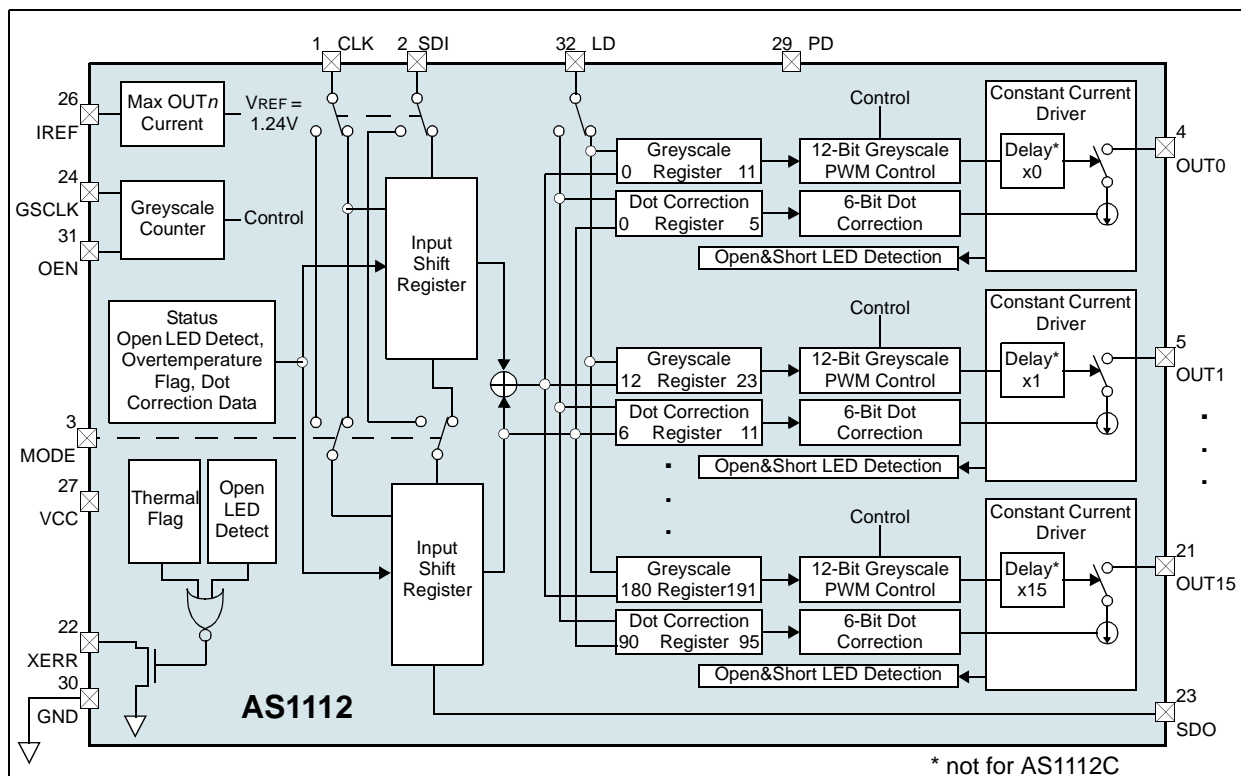 1 CLK
2 SDI
32 LD
29 PD
26
IREF
Max OUTn
Current
VREF =
1.24V
24
GSCLK
31
OEN
Greyscale
Counter
Control
Status
Open LED Detect,
Overtemperature
Flag, Dot
Correction Data
3
MODE
27
VCC
Thermal
Flag
Open
LED
Detect
22
XERR
30
GND
AS1112
Input
Shift
Register
Input
Shift
Register
Control
Greyscale
0 Register 11
12-Bit Greyscale
PWM Control
Dot Correction
0 Register 5
6-Bit Dot
Correction
Open&Short LED Detection
Constant Current
Driver
Delay*
x0
4
OUT0
Control
Greyscale
12 Register 23
12-Bit Greyscale
PWM Control
Dot Correction
6 Register 11
6-Bit Dot
Correction
Open&Short LED Detection
Constant Current
Driver
Delay*
x1
5
OUT1
Control
Greyscale
180 Register191
12-Bit Greyscale
PWM Control
Dot Correction
90 Register 95
6-Bit Dot
Correction
Open&Short LED Detection
Constant Current
Driver
Delay*
x15
21
OUT15
23
SDO
* not for AS1112C